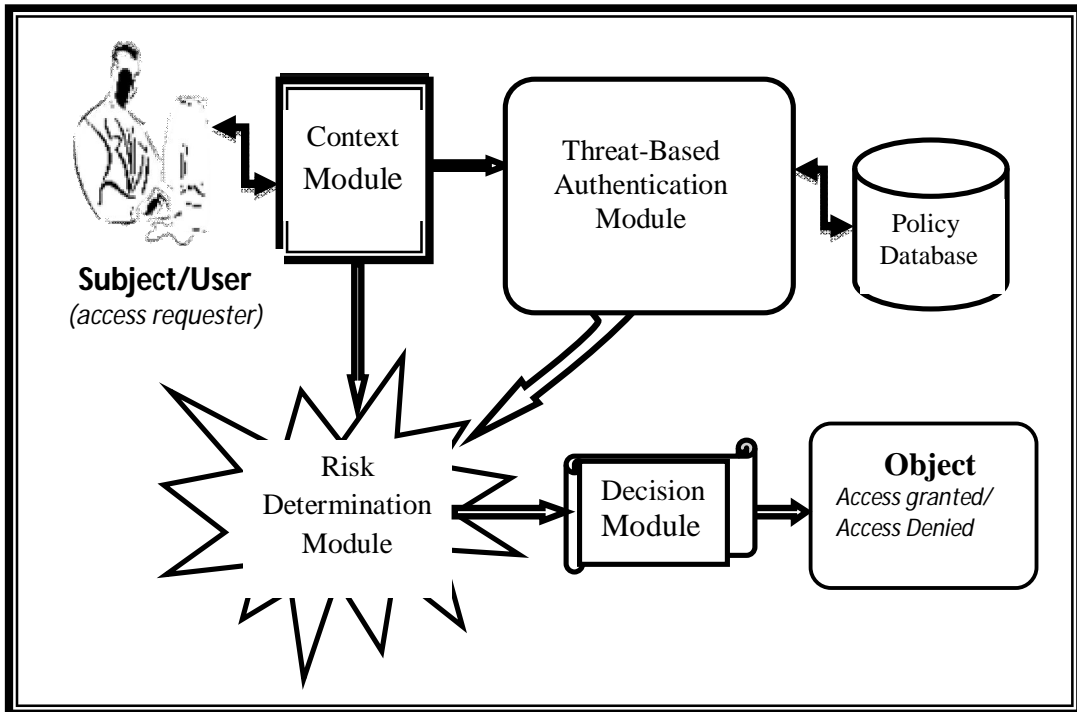 Context
Module
Threat-Based
Authentication
Module
Policy
Database
Subject/User
(access requester)
Risk
Determination
Module
Decision
Module
Object
Access granted/
Access Denied